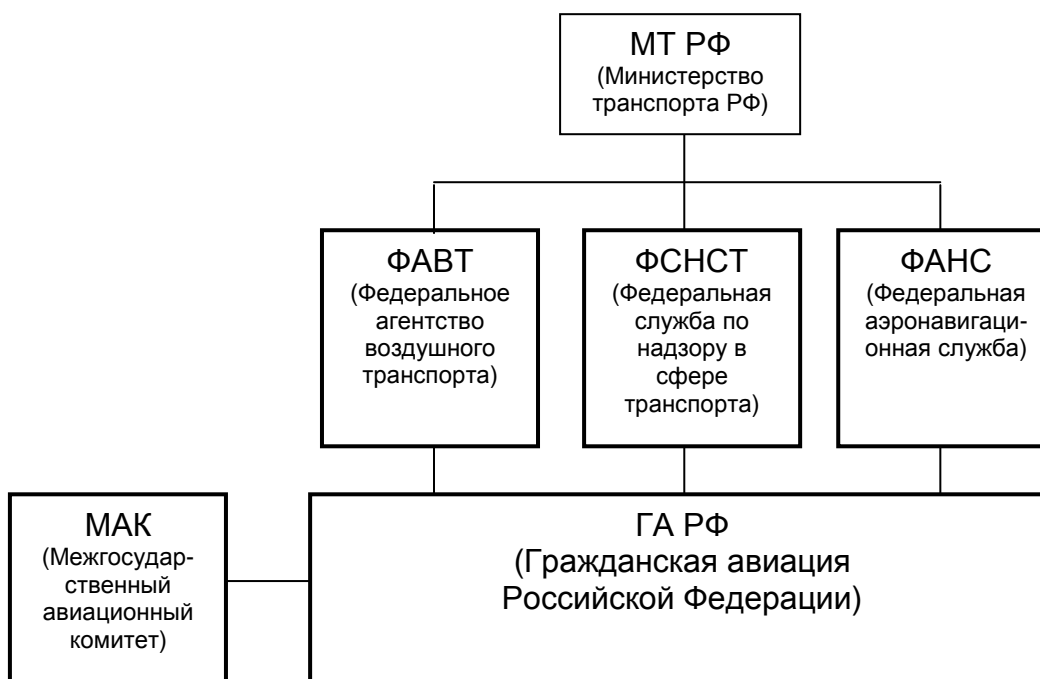 МТ РФ
(Министерство
транспорта РФ)
ФАВТ
(Федеральное
агентство
воздушного
транспорта)
ФСНСТ
(Федеральная
служба по
надзору в
сфере
транспорта)
ФАНС
(Федеральная
аэронавигаци-
онная служба)
МАК
(Межгосудар-
ственный
авиационный
комитет)
ГА РФ
(Гражданская авиация
Российской Федерации)